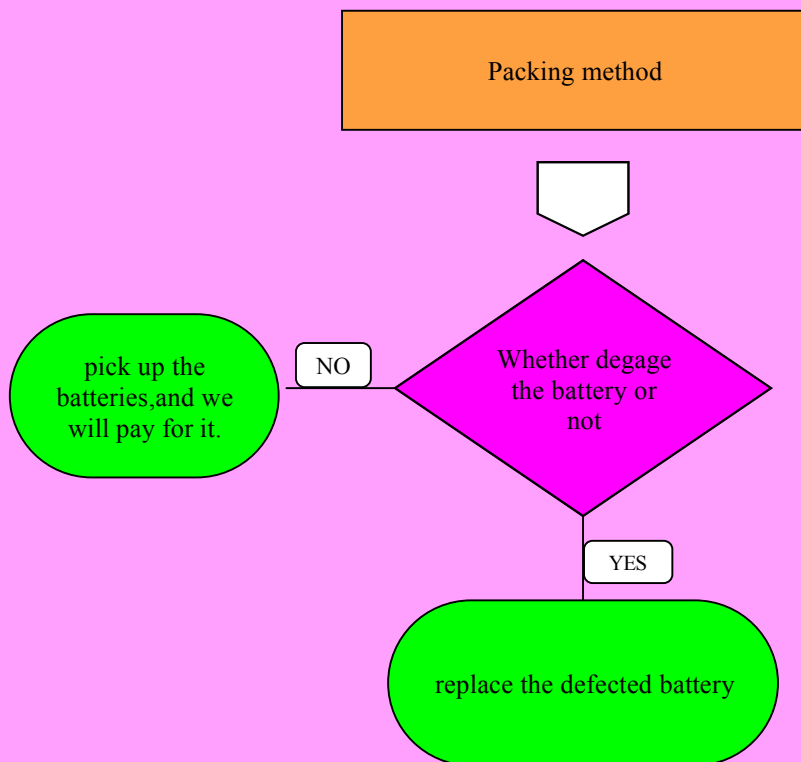 Packing method
Whether degage
the battery or
not
NO
pick up the
batteries,and we
will pay for it.
YES
replace the defected battery